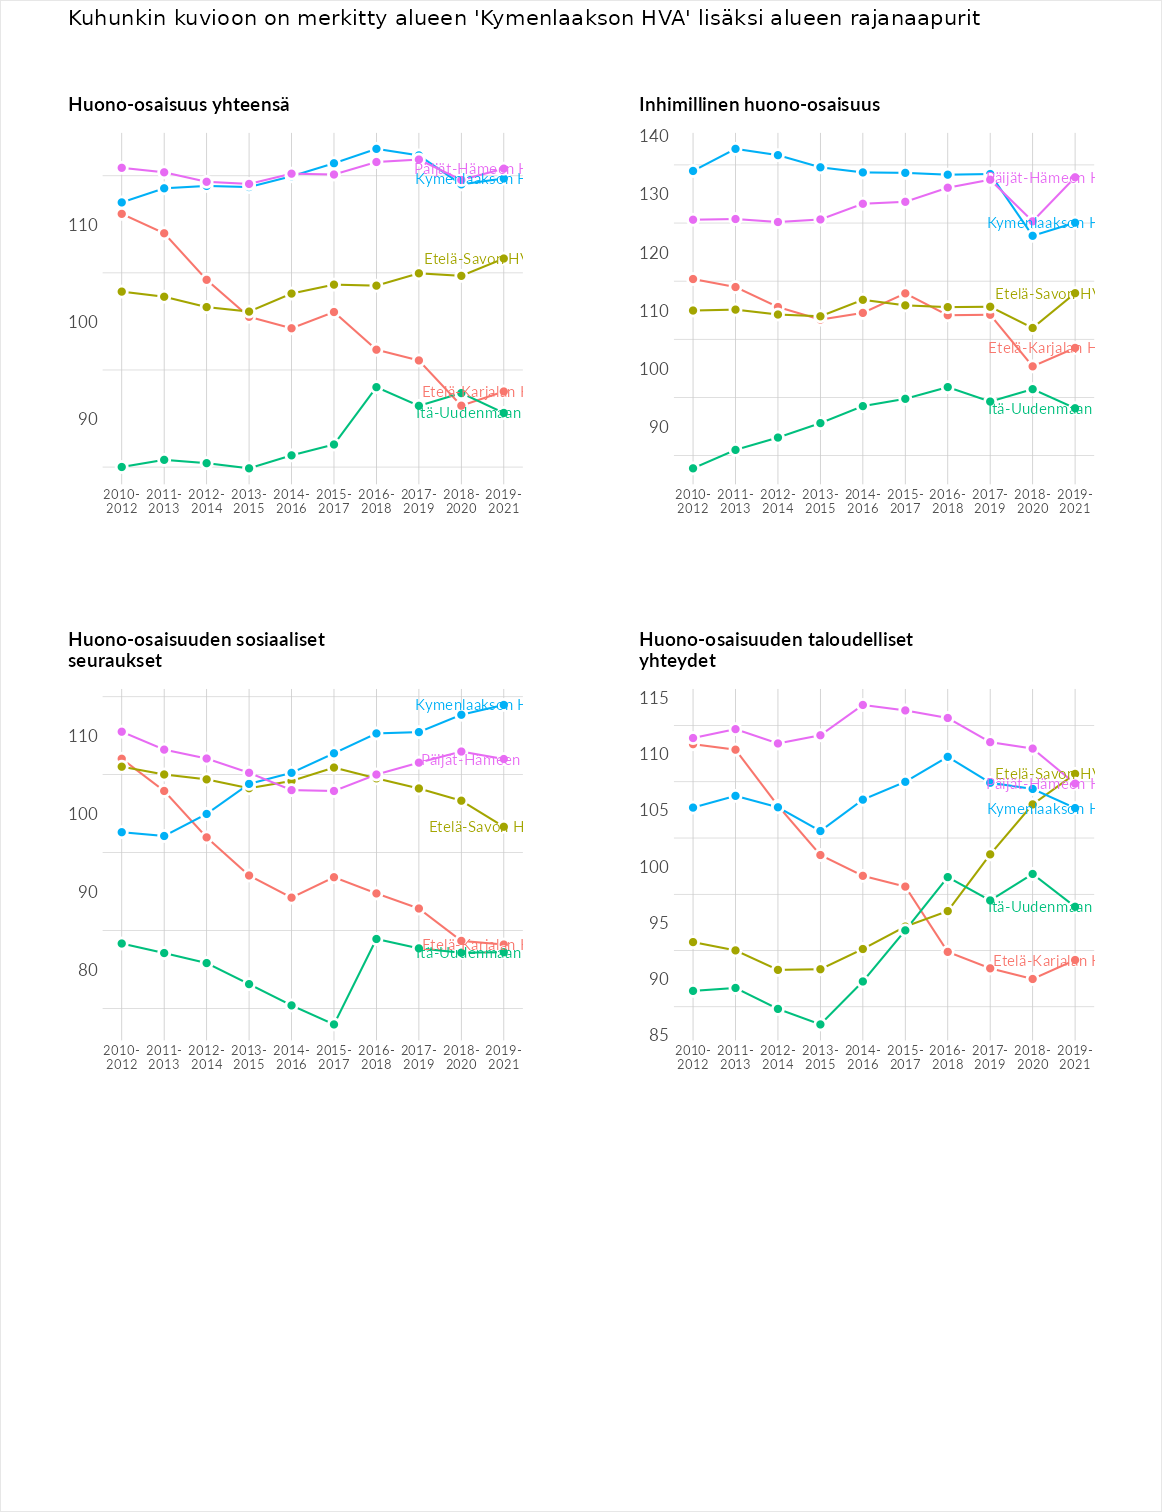 Kuhunkin kuvioon on merkitty alueen 'Kymenlaakson HVA' lisäksi alueen rajanaapurit
Huono-osaisuus yhteensä
110
100
90
Päijät-Hämeen H
Kymenlaakson H
Etelä-Savon HV
Etelä-Karjalan H
Itä-Uudenmaan
2010-2012
2011-2013
2012-2014
2013-2015
2014-2016
2015-2017
2016-2018
2017-2019
2018-2020
2019-2021
Inhimillinen huono-osaisuus
140
130
120
110
100
90
Päijät-Hämeen H
Kymenlaakson H
Etelä-Savon HV
Etelä-Karjalan H
Itä-Uudenmaan
2010-2012
2011-2013
2012-2014
2013-2015
2014-2016
2015-2017
2016-2018
2017-2019
2018-2020
2019-2021
Huono-osaisuuden sosiaaliset
seuraukset
110
100
90
80
Kymenlaakson H
Päijät-Hämeen
Etelä-Savon H
Etelä-Karjalan H
Itä-Uudenmaan
2010-2012
2011-2013
2012-2014
2013-2015
2014-2016
2015-2017
2016-2018
2017-2019
2018-2020
2019-2021
Huono-osaisuuden taloudelliset
yhteydet
115
110
105
100
95
90
85
Etelä-Savon HV
Päijät-Hämeen H
Kymenlaakson H
Itä-Uudenmaan
Etelä-Karjalan H
2010-2012
2011-2013
2012-2014
2013-2015
2014-2016
2015-2017
2016-2018
2017-2019
2018-2020
2019-2021